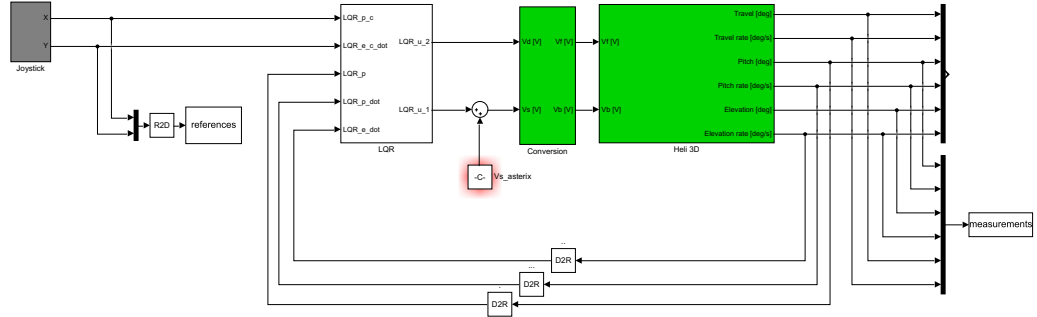 X
Y
Joystick
R2D
references
LQR_p_c
LQR_e_c_dot
LQR_p
LQR_p_dot
LQR_e_dot
LQR_u_2
LQR_u_1
LQR
+
+
-C-
Vs_asterix
Vd [V]
Vs [V]
Vf [V]
Vb [V]
Conversion
Vf [V]
Vb [V]
Travel [deg]
Travel rate [deg/s]
Pitch [deg]
Pitch rate [deg/s]
Elevation [deg]
Elevation rate [deg/s]
Heli 3D
measurements
..
D2R
...
D2R
.
D2R